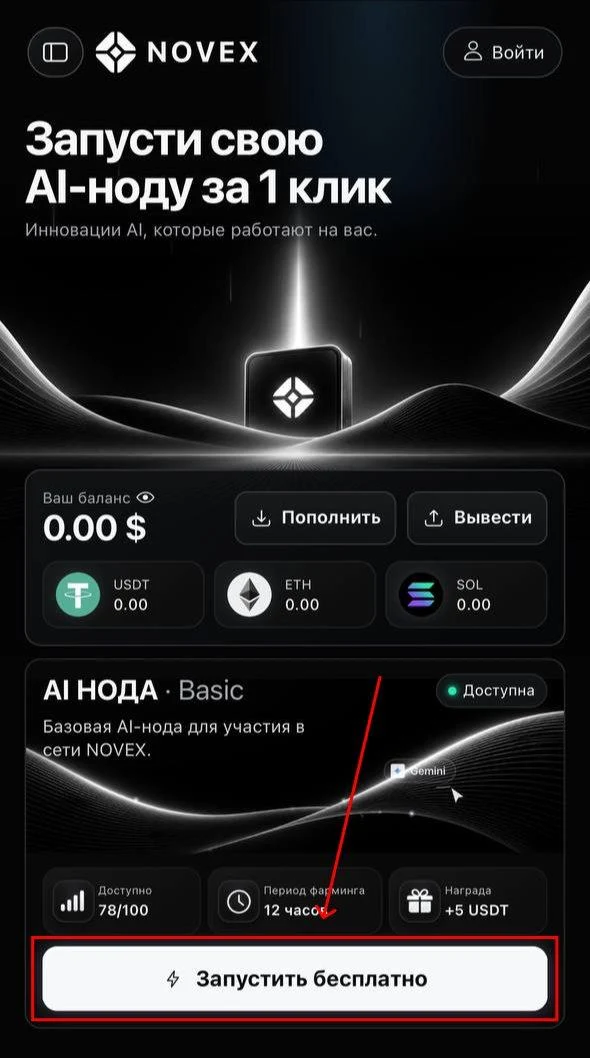 NOVEX
Войти
Запусти свою
AI-ноду за 1 клик
Инновации AI, которые работают на вас.
Ваш баланс
0.00 $
Пополнить
Вывести
USDT
0.00
ETH
0.00
SOL
0.00
AI НОДА · Basic
Доступна
Базовая AI-нода для участия в
сети NOVEX.
Gemini
Доступно
78/100
Период фарминга
12 часов
Награда
+5 USDT
Запустить бесплатно